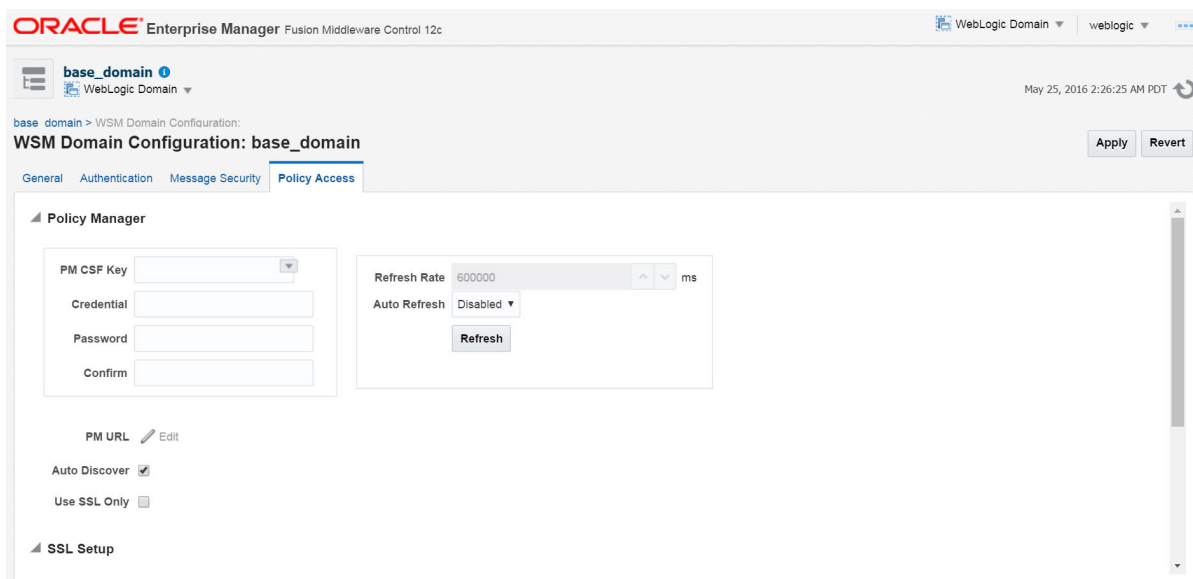 ORACLE Enterprise Manager Fusion Middleware Control 12c
WebLogic Domain
weblogic
base_domain
WebLogic Domain
May 25, 2016 2:26:25 AM PDT
base_domain > WSM Domain Configuration:
WSM Domain Configuration: base_domain
Apply
Revert
General
Authentication
Message Security
Policy Access
Policy Manager
PM CSF Key
Credential
Password
Confirm
Refresh Rate 600000 ms
Auto Refresh Disabled
Refresh
PM URL Edit
Auto Discover
Use SSL Only
SSL Setup